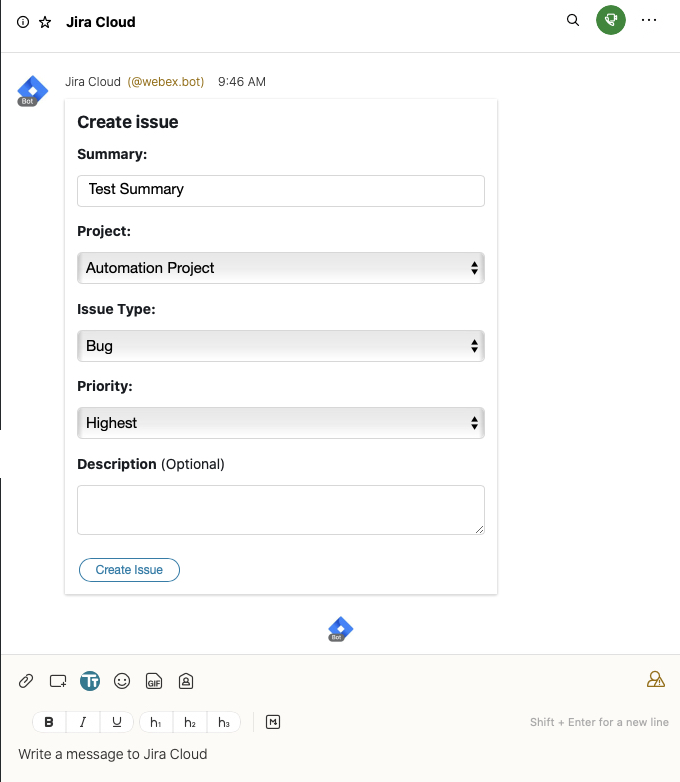 Jira Cloud
Jira Cloud (@webex.bot) 9:46 AM
Bot
Create issue
Summary:
Test Summary
Project:
Automation Project
Issue Type:
Bug
Priority:
Highest
Description (Optional)
Create Issue
Bot
Tt GIF
B I U h1 h2 h3 M Shift + Enter for a new line
Write a message to Jira Cloud